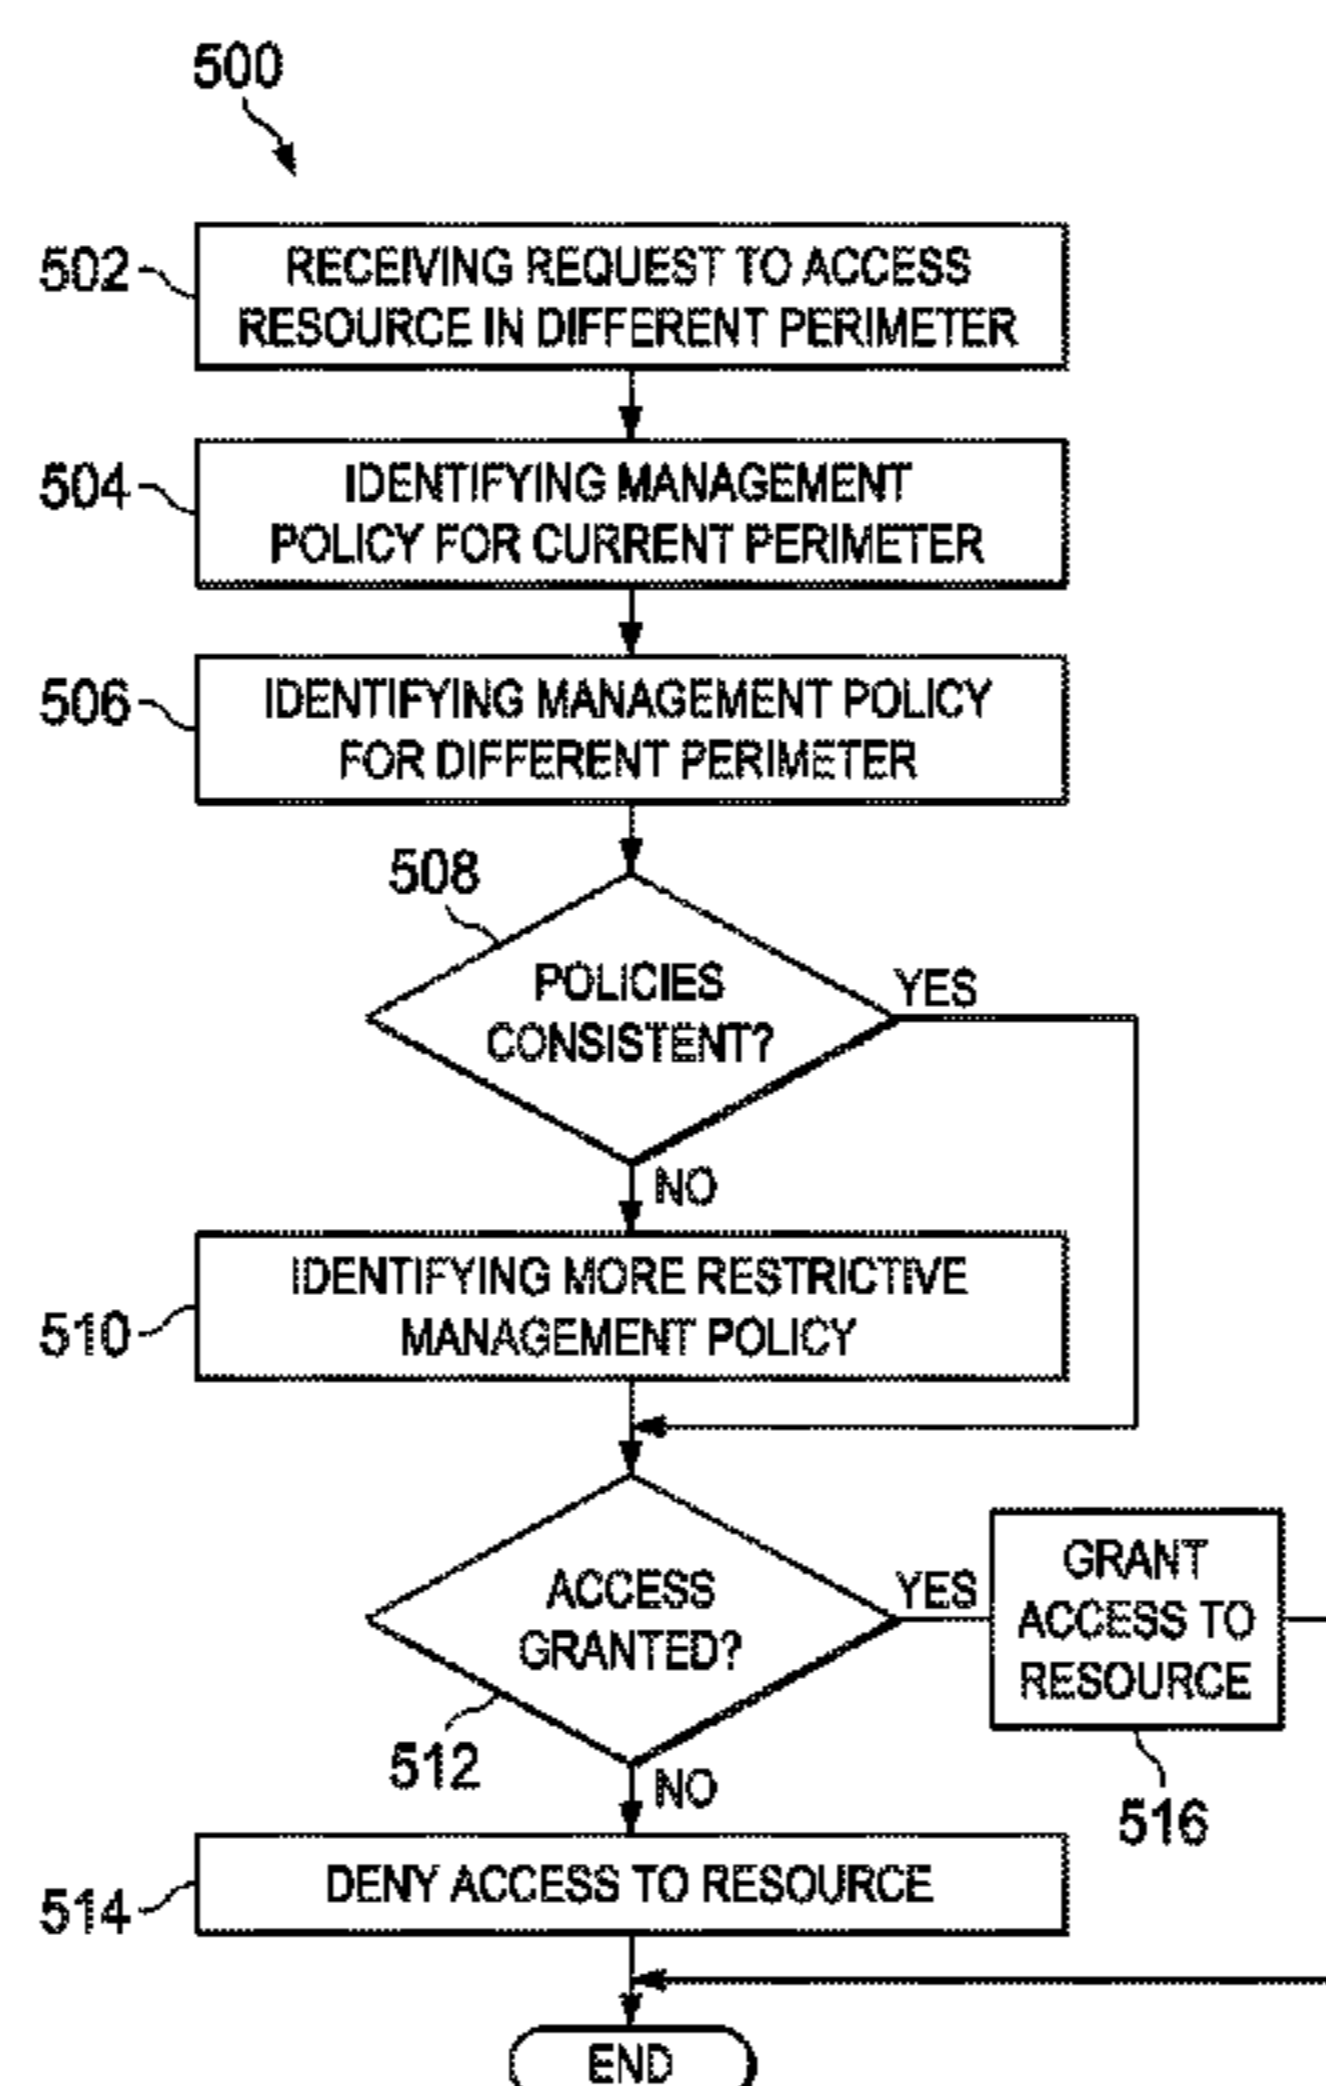 500
502
RECEIVING REQUEST TO ACCESS
RESOURCE IN DIFFERENT PERIMETER
504
IDENTIFYING MANAGEMENT
POLICY FOR CURRENT PERIMETER
506
IDENTIFYING MANAGEMENT POLICY
FOR DIFFERENT PERIMETER
508
POLICIES
CONSISTENT?
YES
NO
510
IDENTIFYING MORE RESTRICTIVE
MANAGEMENT POLICY
ACCESS
GRANTED?
YES
GRANT
ACCESS TO
RESOURCE
512
NO
516
514
DENY ACCESS TO RESOURCE
END